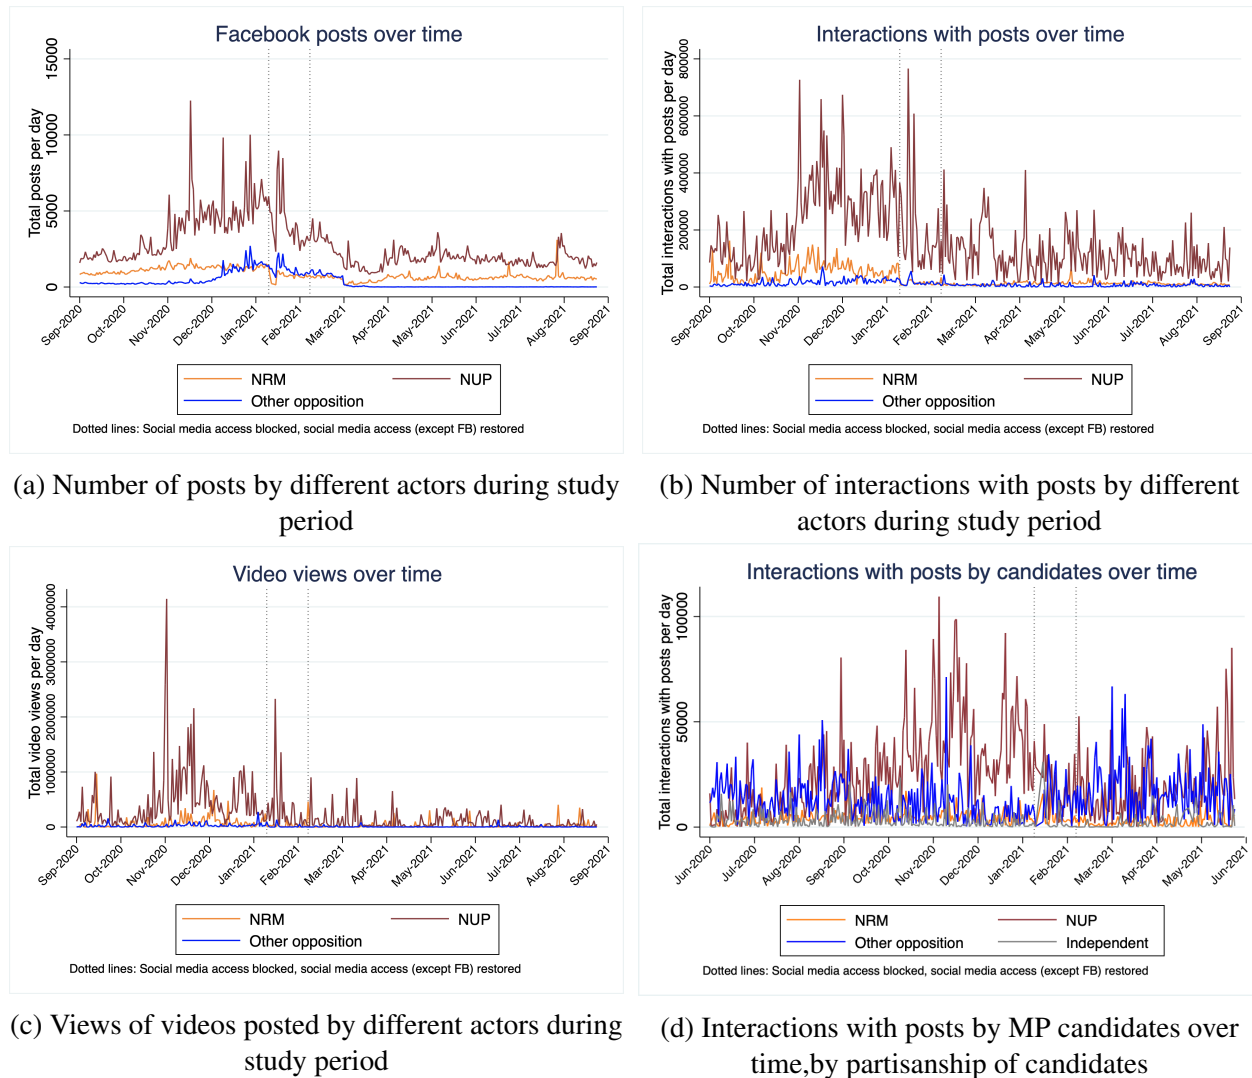 Facebook posts over time
Total posts per day
0
5000
10000
15000
Sep-2020
Oct-2020
Nov-2020
Dec-2020
Jan-2021
Feb-2021
Mar-2021
Apr-2021
May-2021
Jun-2021
Jul-2021
Aug-2021
Sep-2021
NRM
NUP
Other opposition
Dotted lines: Social media access blocked, social media access (except FB) restored
(a) Number of posts by different actors during study
period
Interactions with posts over time
Total interactions with posts per day
0
200000
400000
600000
800000
Sep-2020
Oct-2020
Nov-2020
Dec-2020
Jan-2021
Feb-2021
Mar-2021
Apr-2021
May-2021
Jun-2021
Jul-2021
Aug-2021
Sep-2021
NRM
NUP
Other opposition
Dotted lines: Social media access blocked, social media access (except FB) restored
(b) Number of interactions with posts by different
actors during study period
Video views over time
Total video views per day
0
1000000
2000000
3000000
4000000
Sep-2020
Oct-2020
Nov-2020
Dec-2020
Jan-2021
Feb-2021
Mar-2021
Apr-2021
May-2021
Jun-2021
Jul-2021
Aug-2021
Sep-2021
NRM
NUP
Other opposition
Dotted lines: Social media access blocked, social media access (except FB) restored
(c) Views of videos posted by different actors during
study period
Interactions with posts by candidates over time
Total interactions with posts per day
0
50000
100000
Jun-2020
Jul-2020
Aug-2020
Sep-2020
Oct-2020
Nov-2020
Dec-2020
Jan-2021
Feb-2021
Mar-2021
Apr-2021
May-2021
Jun-2021
NRM
NUP
Other opposition
Independent
Dotted lines: Social media access blocked, social media access (except FB) restored
(d) Interactions with posts by MP candidates over
time,by partisanship of candidates